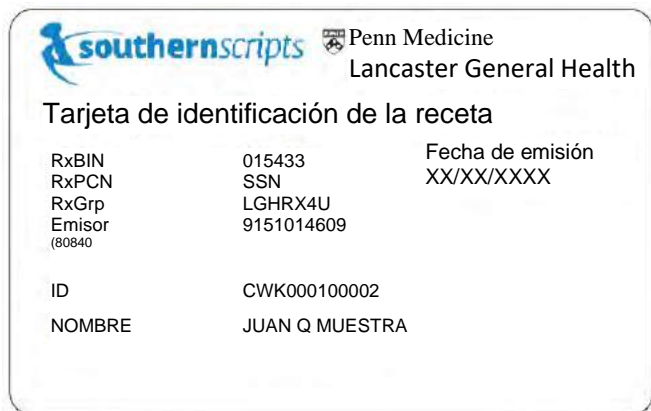 southernscripts Penn Medicine
Lancaster General Health
Tarjeta de identificación de la receta
RxBIN 015433 Fecha de emisión
RxPCN SSN XX/XX/XXXX
RxGrp LGHRX4U
Emisor 9151014609
(80840
ID CWK000100002
NOMBRE JUAN Q MUESTRA